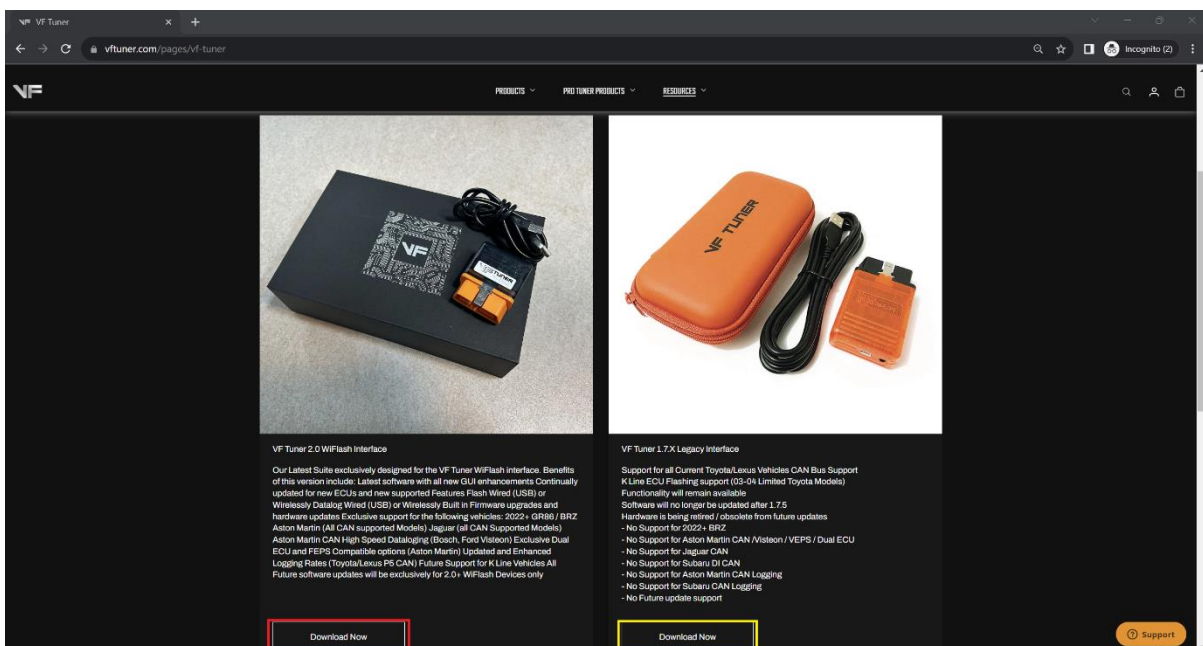 VF VF Tuner
vftuner.com/pages/vf-tuner
Incognito (2)
VF
PRODUCTS
PRO TUNER PRODUCTS
RESOURCES
VF
VF TUNER
VF Tuner 2.0 WiFlash Interface
Our Latest Suite exclusively designed for the VF Tuner WiFlash interface. Benefits
of this version include: Latest software with all new GUI enhancements Continually
updated for new ECUs and new supported Features Flash Wired (USB) or
Wirelessly Datalog Wired (USB) or Wirelessly Built in Firmware upgrades and
hardware updates Exclusive support for the following vehicles: 2022+ GR86 / BRZ
Aston Martin (All CAN supported Models) Jaguar (all CAN Supported Models)
Aston Martin CAN High Speed Dataloging (Bosch, Ford Visteon) Exclusive Dual
ECU and FEPS Compatible options (Aston Martin) Updated and Enhanced
Logging Rates (Toyota/Lexus P5 CAN) Future Support for K Line Vehicles All
Future software updates will be exclusively for 2.0+ WiFlash Devices only
Download Now
VF Tuner 1.7.X Legacy Interface
Support for all Current Toyota/Lexus Vehicles CAN Bus Support
K Line ECU Flashing support (03-04 Limited Toyota Models)
Functionality will remain available
Software will no longer be updated after 1.7.5
Hardware is being retired / obsolete from future updates
- No Support for 2022+ BRZ
- No Support for Aston Martin CAN /Visteon / VEPS / Dual ECU
- No Support for Jaguar CAN
- No Support for Subaru DI CAN
- No Support for Aston Martin CAN Logging
- No Support for Subaru CAN Logging
- No Future update support
Download Now
Support